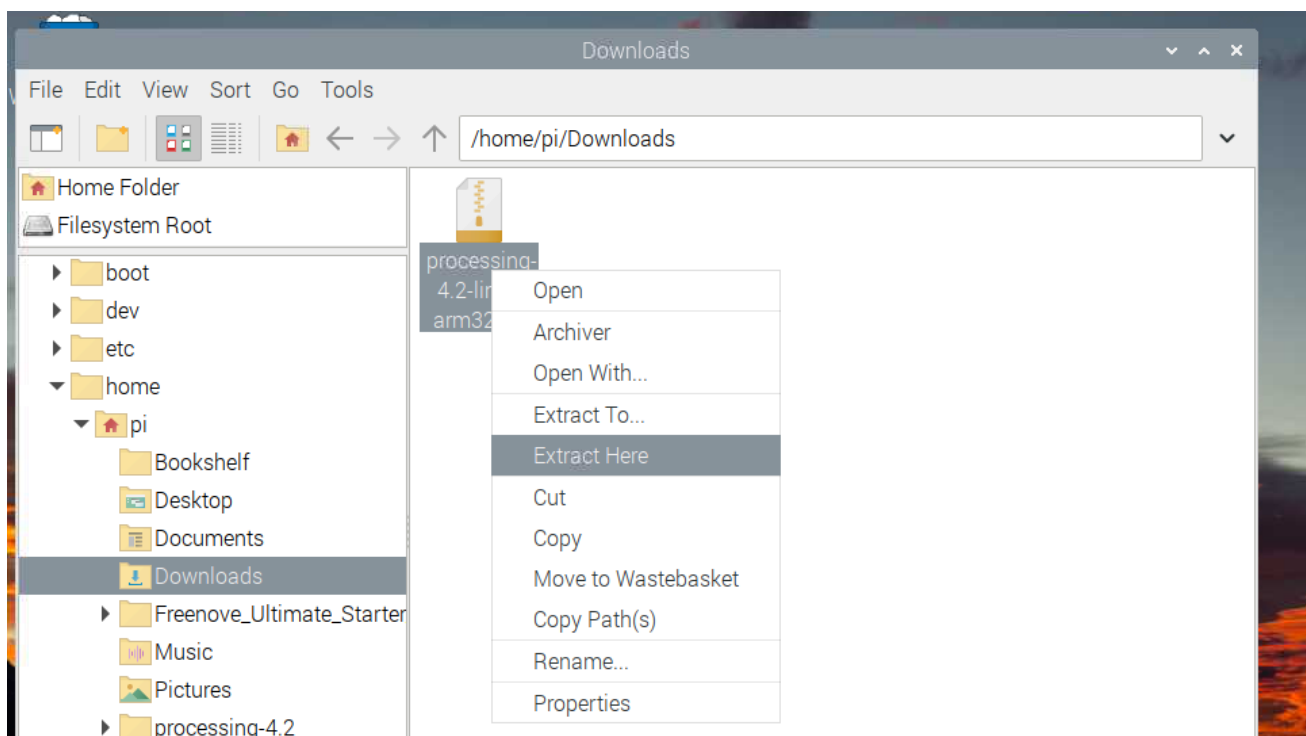 Downloads
File Edit View Sort Go Tools
/home/pi/Downloads
Home Folder
Filesystem Root
boot
dev
etc
home
pi
Bookshelf
Desktop
Documents
Downloads
Freenove_Ultimate_Starter
Music
Pictures
processing-4.2
processing-
4.2-lin
arm32
Open
Archiver
Open With...
Extract To...
Extract Here
Cut
Copy
Move to Wastebasket
Copy Path(s)
Rename...
Properties